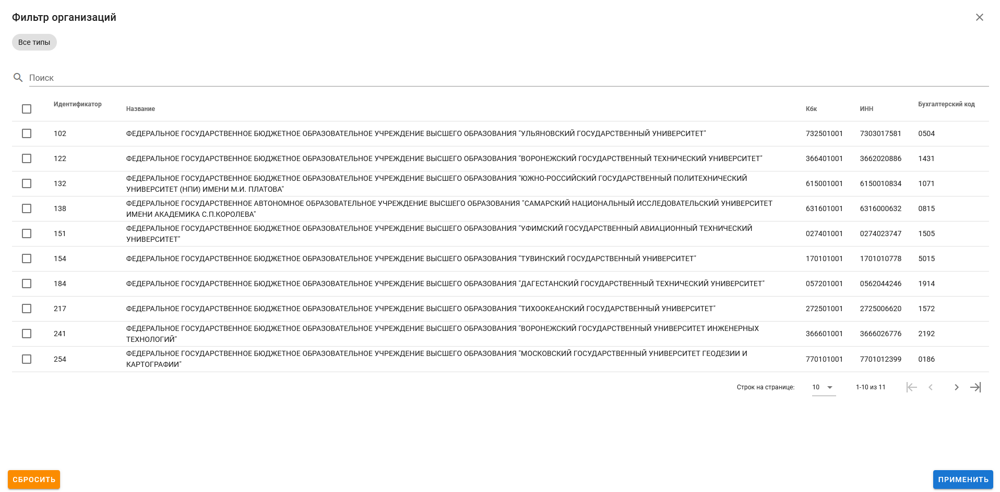 Фильтр организаций
Все типы
Поиск
Идентификатор Название Кбк ИНН Бухгалтерский код
102 ФЕДЕРАЛЬНОЕ ГОСУДАРСТВЕННОЕ БЮДЖЕТНОЕ ОБРАЗОВАТЕЛЬНОЕ УЧРЕЖДЕНИЕ ВЫСШЕГО ОБРАЗОВАНИЯ "УЛЬЯНОВСКИЙ ГОСУДАРСТВЕННЫЙ УНИВЕРСИТЕТ" 732501001 7303017581 0504
122 ФЕДЕРАЛЬНОЕ ГОСУДАРСТВЕННОЕ БЮДЖЕТНОЕ ОБРАЗОВАТЕЛЬНОЕ УЧРЕЖДЕНИЕ ВЫСШЕГО ОБРАЗОВАНИЯ "ВОРОНЕЖСКИЙ ГОСУДАРСТВЕННЫЙ ТЕХНИЧЕСКИЙ УНИВЕРСИТЕТ" 366401001 3662020886 1431
132 ФЕДЕРАЛЬНОЕ ГОСУДАРСТВЕННОЕ БЮДЖЕТНОЕ ОБРАЗОВАТЕЛЬНОЕ УЧРЕЖДЕНИЕ ВЫСШЕГО ОБРАЗОВАНИЯ "ЮЖНО-РОССИЙСКИЙ ГОСУДАРСТВЕННЫЙ ПОЛИТЕХНИЧЕСКИЙ
УНИВЕРСИТЕТ (НПИ) ИМЕНИ М.И. ПЛАТОВА" 615001001 6150010834 1071
138 ФЕДЕРАЛЬНОЕ ГОСУДАРСТВЕННОЕ АВТОНОМНОЕ ОБРАЗОВАТЕЛЬНОЕ УЧРЕЖДЕНИЕ ВЫСШЕГО ОБРАЗОВАНИЯ "САМАРСКИЙ НАЦИОНАЛЬНЫЙ ИССЛЕДОВАТЕЛЬСКИЙ УНИВЕРСИТЕТ
ИМЕНИ АКАДЕМИКА С.П.КОРОЛЕВА" 631601001 6316000632 0815
151 ФЕДЕРАЛЬНОЕ ГОСУДАРСТВЕННОЕ БЮДЖЕТНОЕ ОБРАЗОВАТЕЛЬНОЕ УЧРЕЖДЕНИЕ ВЫСШЕГО ОБРАЗОВАНИЯ "УФИМСКИЙ ГОСУДАРСТВЕННЫЙ АВИАЦИОННЫЙ ТЕХНИЧЕСКИЙ
УНИВЕРСИТЕТ" 027401001 0274023747 1505
154 ФЕДЕРАЛЬНОЕ ГОСУДАРСТВЕННОЕ БЮДЖЕТНОЕ ОБРАЗОВАТЕЛЬНОЕ УЧРЕЖДЕНИЕ ВЫСШЕГО ОБРАЗОВАНИЯ "ТУВИНСКИЙ ГОСУДАРСТВЕННЫЙ УНИВЕРСИТЕТ" 170101001 1701010778 5015
184 ФЕДЕРАЛЬНОЕ ГОСУДАРСТВЕННОЕ БЮДЖЕТНОЕ ОБРАЗОВАТЕЛЬНОЕ УЧРЕЖДЕНИЕ ВЫСШЕГО ОБРАЗОВАНИЯ "ДАГЕСТАНСКИЙ ГОСУДАРСТВЕННЫЙ ТЕХНИЧЕСКИЙ УНИВЕРСИТЕТ" 057201001 0562044246 1914
217 ФЕДЕРАЛЬНОЕ ГОСУДАРСТВЕННОЕ БЮДЖЕТНОЕ ОБРАЗОВАТЕЛЬНОЕ УЧРЕЖДЕНИЕ ВЫСШЕГО ОБРАЗОВАНИЯ "ТИХООКЕАНСКИЙ ГОСУДАРСТВЕННЫЙ УНИВЕРСИТЕТ" 272501001 2725006620 1572
241 ФЕДЕРАЛЬНОЕ ГОСУДАРСТВЕННОЕ БЮДЖЕТНОЕ ОБРАЗОВАТЕЛЬНОЕ УЧРЕЖДЕНИЕ ВЫСШЕГО ОБРАЗОВАНИЯ "ВОРОНЕЖСКИЙ ГОСУДАРСТВЕННЫЙ УНИВЕРСИТЕТ ИНЖЕНЕРНЫХ
ТЕХНОЛОГИЙ" 366601001 3666026776 2192
254 ФЕДЕРАЛЬНОЕ ГОСУДАРСТВЕННОЕ БЮДЖЕТНОЕ ОБРАЗОВАТЕЛЬНОЕ УЧРЕЖДЕНИЕ ВЫСШЕГО ОБРАЗОВАНИЯ "МОСКОВСКИЙ ГОСУДАРСТВЕННЫЙ УНИВЕРСИТЕТ ГЕОДЕЗИИ И
КАРТОГРАФИИ" 770101001 7701012399 0186
Строк на странице: 10 1-10 из 11
СБРОСИТЬ ПРИМЕНИТЬ